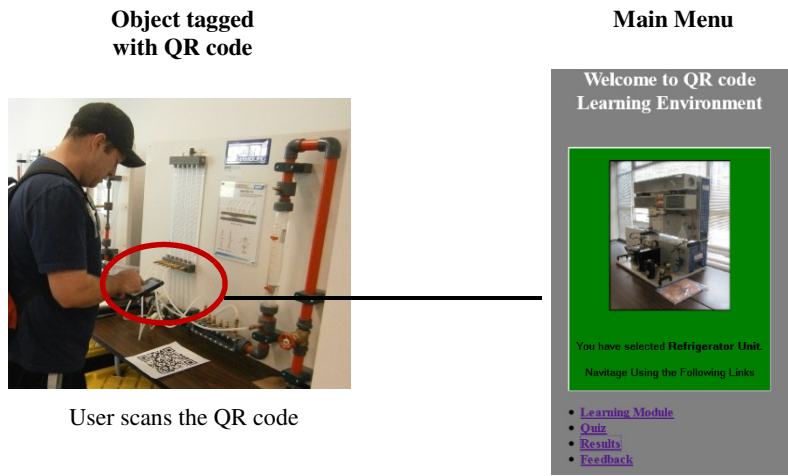 Object tagged
with QR code
Main Menu
Welcome to QR code
Learning Environment
You have selected Refrigerator Unit.
Navitage Using the Following Links
User scans the QR code
• Learning Module
• Quiz
• Results
• Feedback